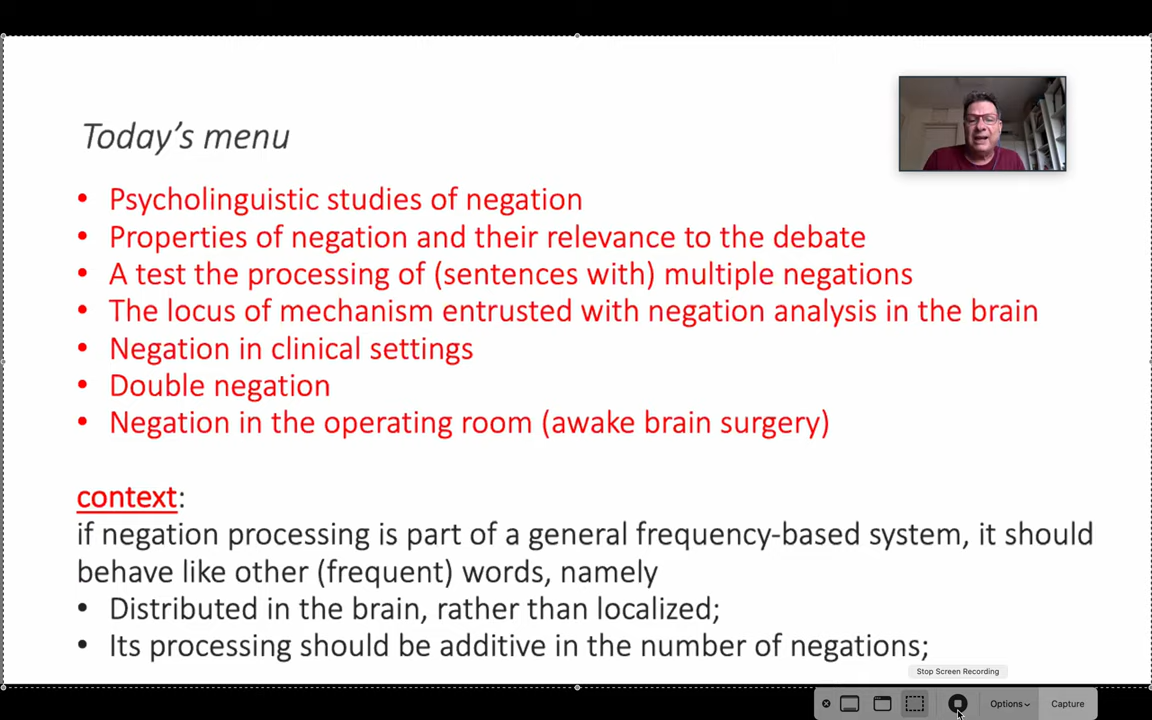 Today’s menu
• Psycholinguistic studies of negation
• Properties of negation and their relevance to the debate
• A test the processing of (sentences with) multiple negations
• The locus of mechanism entrusted with negation analysis in the brain
• Negation in clinical settings
• Double negation
• Negation in the operating room (awake brain surgery)
context:
if negation processing is part of a general frequency-based system, it should
behave like other (frequent) words, namely
• Distributed in the brain, rather than localized;
• Its processing should be additive in the number of negations;
Stop Screen Recording
Options
Capture